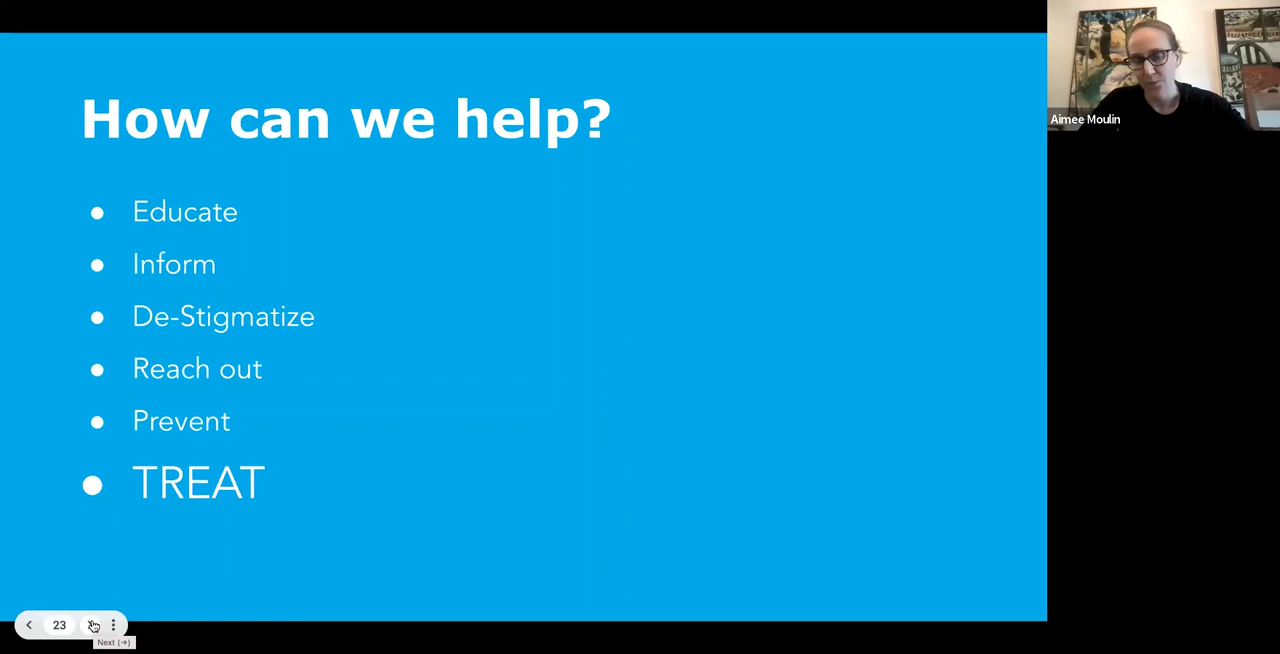 How can we help?
Educate
Inform
De-Stigmatize
Reach out
Prevent
TREAT
Aimee Moulin
23
Next (→)